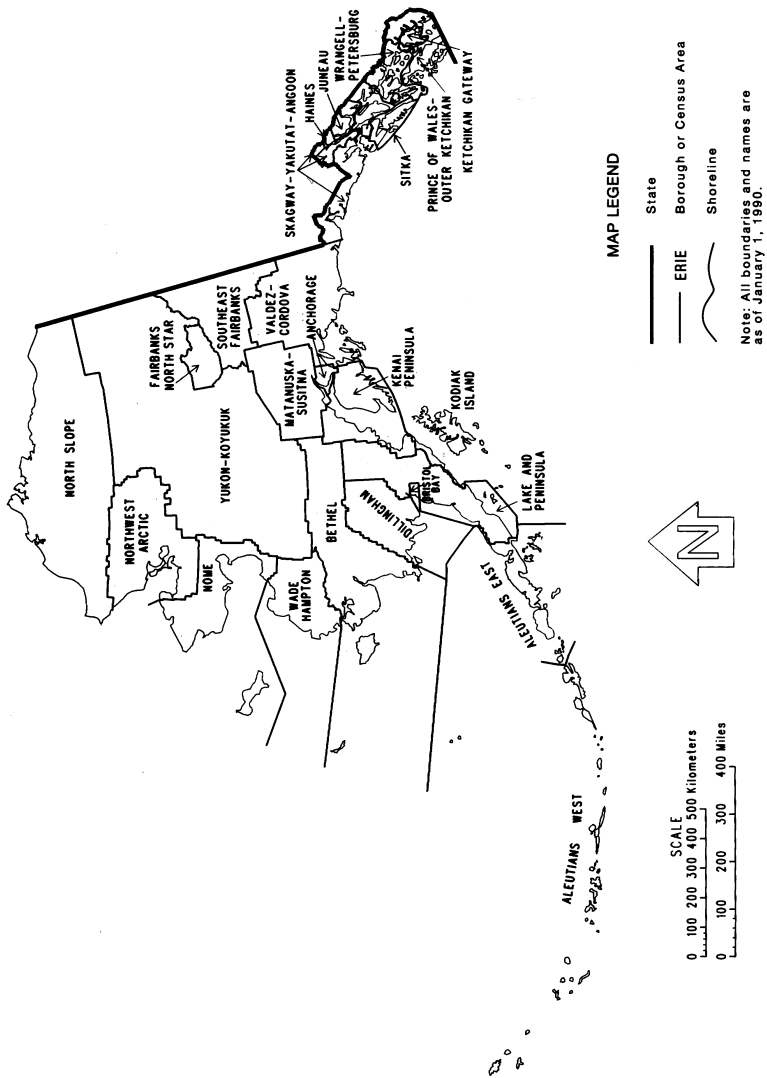 NORTH SLOPE
NORTHWEST
ARCTIC
NOME
YUKON-KOYUKUK
FAIRBANKS
NORTH STAR
SOUTHEAST
FAIRBANKS
WADE
HAMPTON
BETHEL
MATANUSKA-
SUSITNA
VALDEZ-
CORDOVA
ANCHORAGE
KENAI
PENINSULA
DILLINGHAM
BRISTOL
BAY
KODIAK
ISLAND
LAKE AND
PENINSULA
ALEUTIANS EAST
ALEUTIANS WEST
SKAGWAY-YAKUTAT-ANGOON
HAINES
JUNEAU
WRANGELL-
PETERSBURG
SITKA
PRINCE OF WALES-
OUTER KETCHIKAN
KETCHIKAN GATEWAY
N
SCALE
0 100 200 300 400 500 Kilometers
0 100 200 300 400 Miles
MAP LEGEND
State
ERIE Borough or Census Area
Shoreline
Note: All boundaries and names are
as of January 1, 1990.